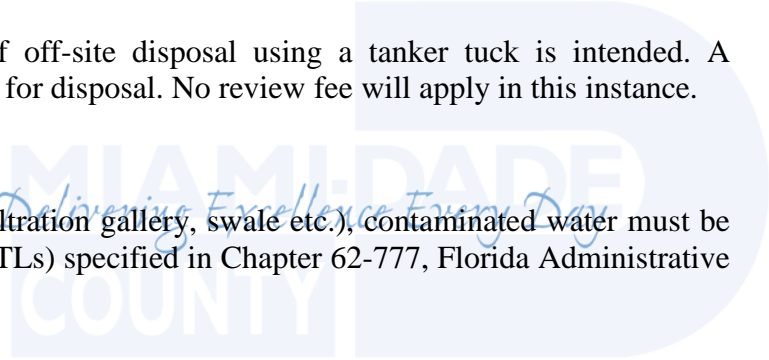 f off-site disposal using a tanker tuck is intended. A
for disposal. No review fee will apply in this instance.
MIAMI-DADE
Delivering Excellence Every Day
ltration gallery, swale etc.), contaminated water must be
TLs) specified in Chapter 62-777, Florida Administrative
COUNTY